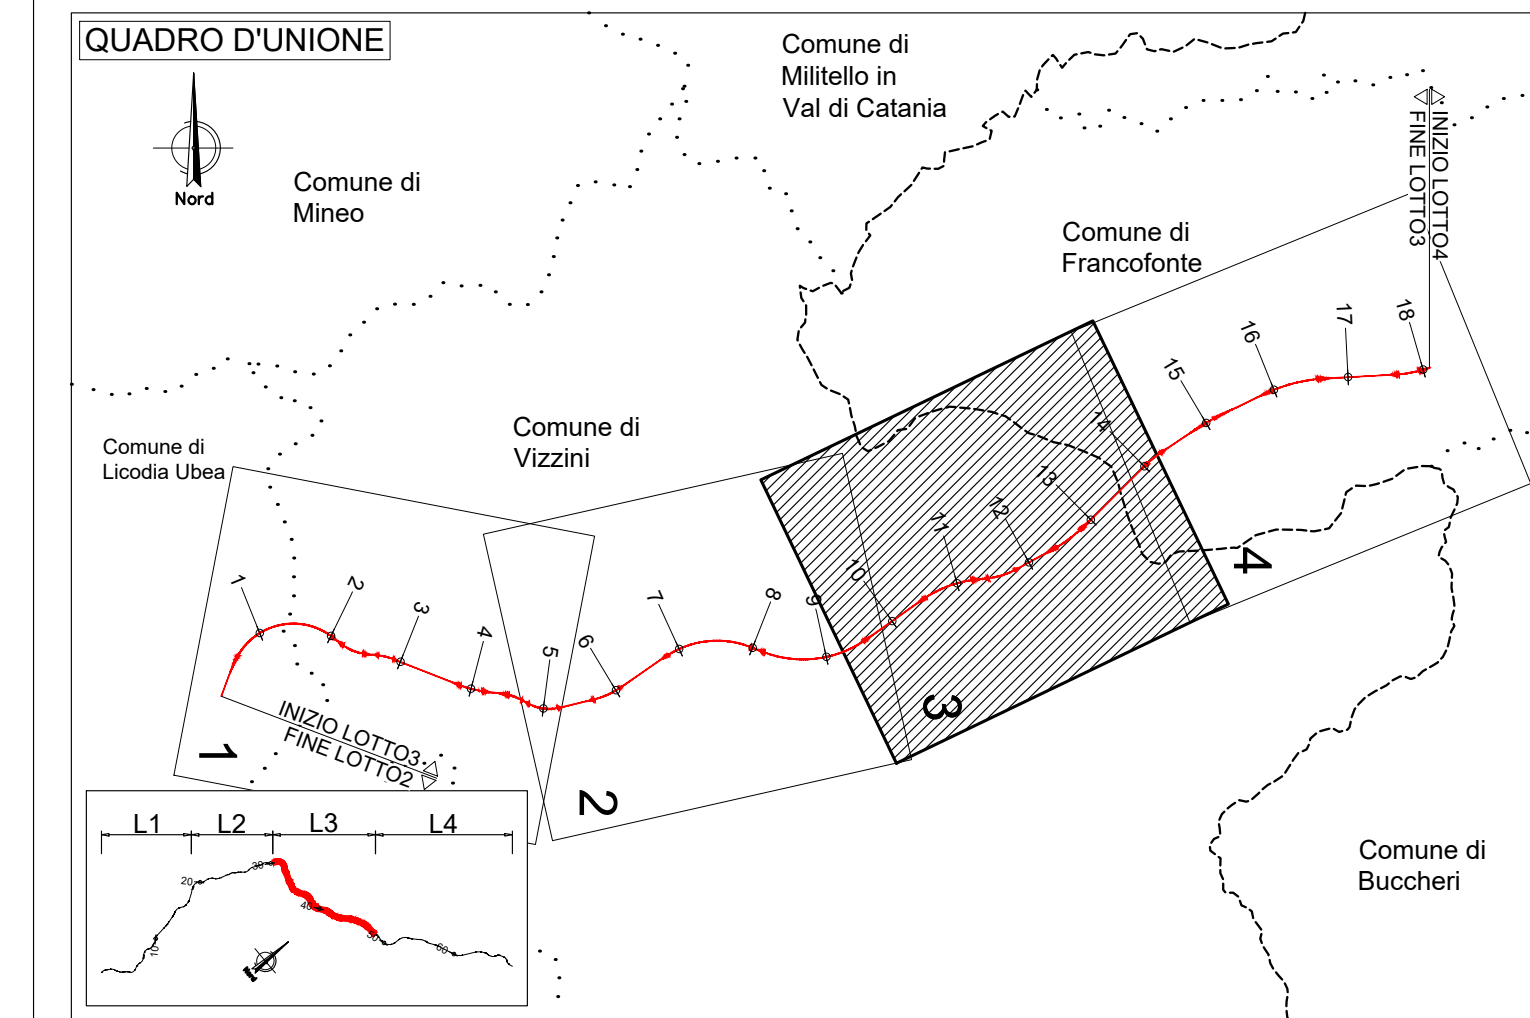 QUADRO D'UNIONE
Nord
Comune di
Mineo
Comune di
Militello in
Val di Catania
Comune di
Francofonte
INIZIO LOTTO4
FINE LOTTO3
Comune di
Licodia Ubea
Comune di
Vizzini
1
2
3
4
5
6
7
8
9
10
11
12
13
14
15
16
17
18
1
2
3
4
INIZIO LOTTO3
FINE LOTTO2
Comune di
Buccheri
L1
L2
L3
L4
10
20
30
40
50
60
Nord